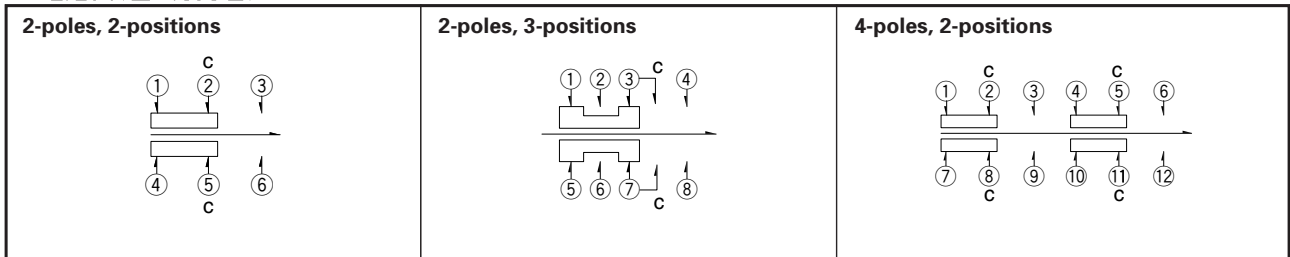 2-poles, 2-positions
C
① ② ③
④ ⑤ ⑥
C
2-poles, 3-positions
C
① ② ③ ④
⑤ ⑥ ⑦ ⑧
C
4-poles, 2-positions
C C
① ② ③ ④ ⑤ ⑥
⑦ ⑧ ⑨ ⑩ ⑪ ⑫
C C